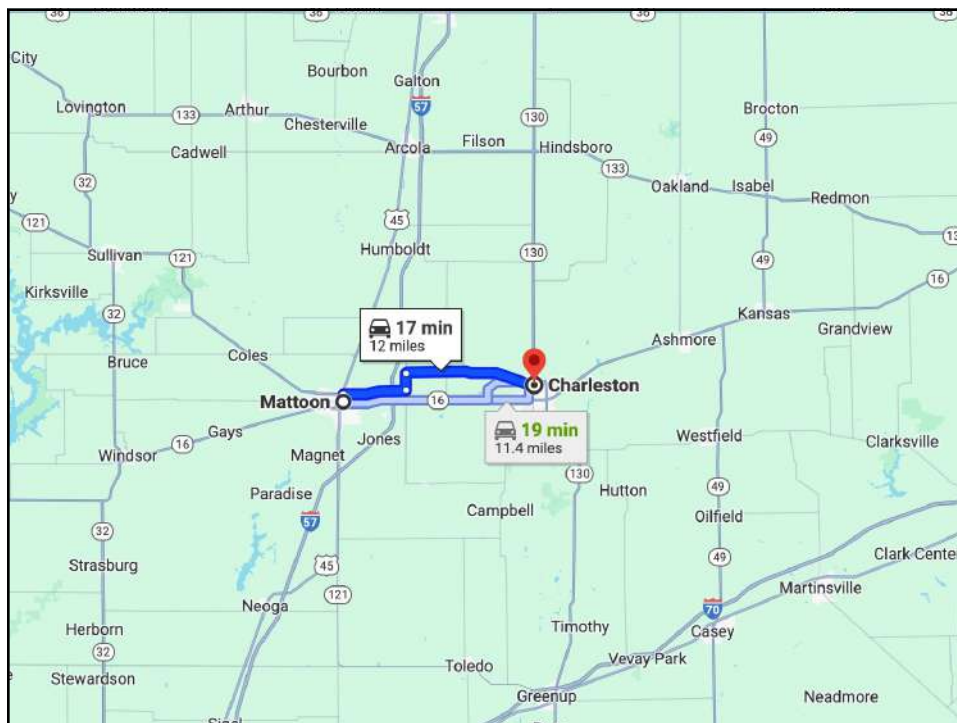 36
36
36
City
Bourbon
Galton
57
Lovington
133
Arthur
Chesterville
130
Brocton
49
Cadwell
Arcola
Filson
Hindsboro
133
32
Oakland
Isabel
Redmon
121
45
Sullivan
121
Humboldt
130
49
13
16
Kirksville
32
Kansas
Grandview
Bruce
Coles
17 min
12 miles
Ashmore
Mattoon
16
Charleston
19 min
11.4 miles
Gays
16
Windsor
Jones
Magnet
Westfield
Clarksville
130
Paradise
57
Campbell
Hutton
49
Oilfield
32
Strasburg
45
121
49
Clark Center
Neoga
70
Martinsville
Herborn
32
Timothy
Casey
Stewardson
Toledo
Vevay Park
Greenup
Neadmore